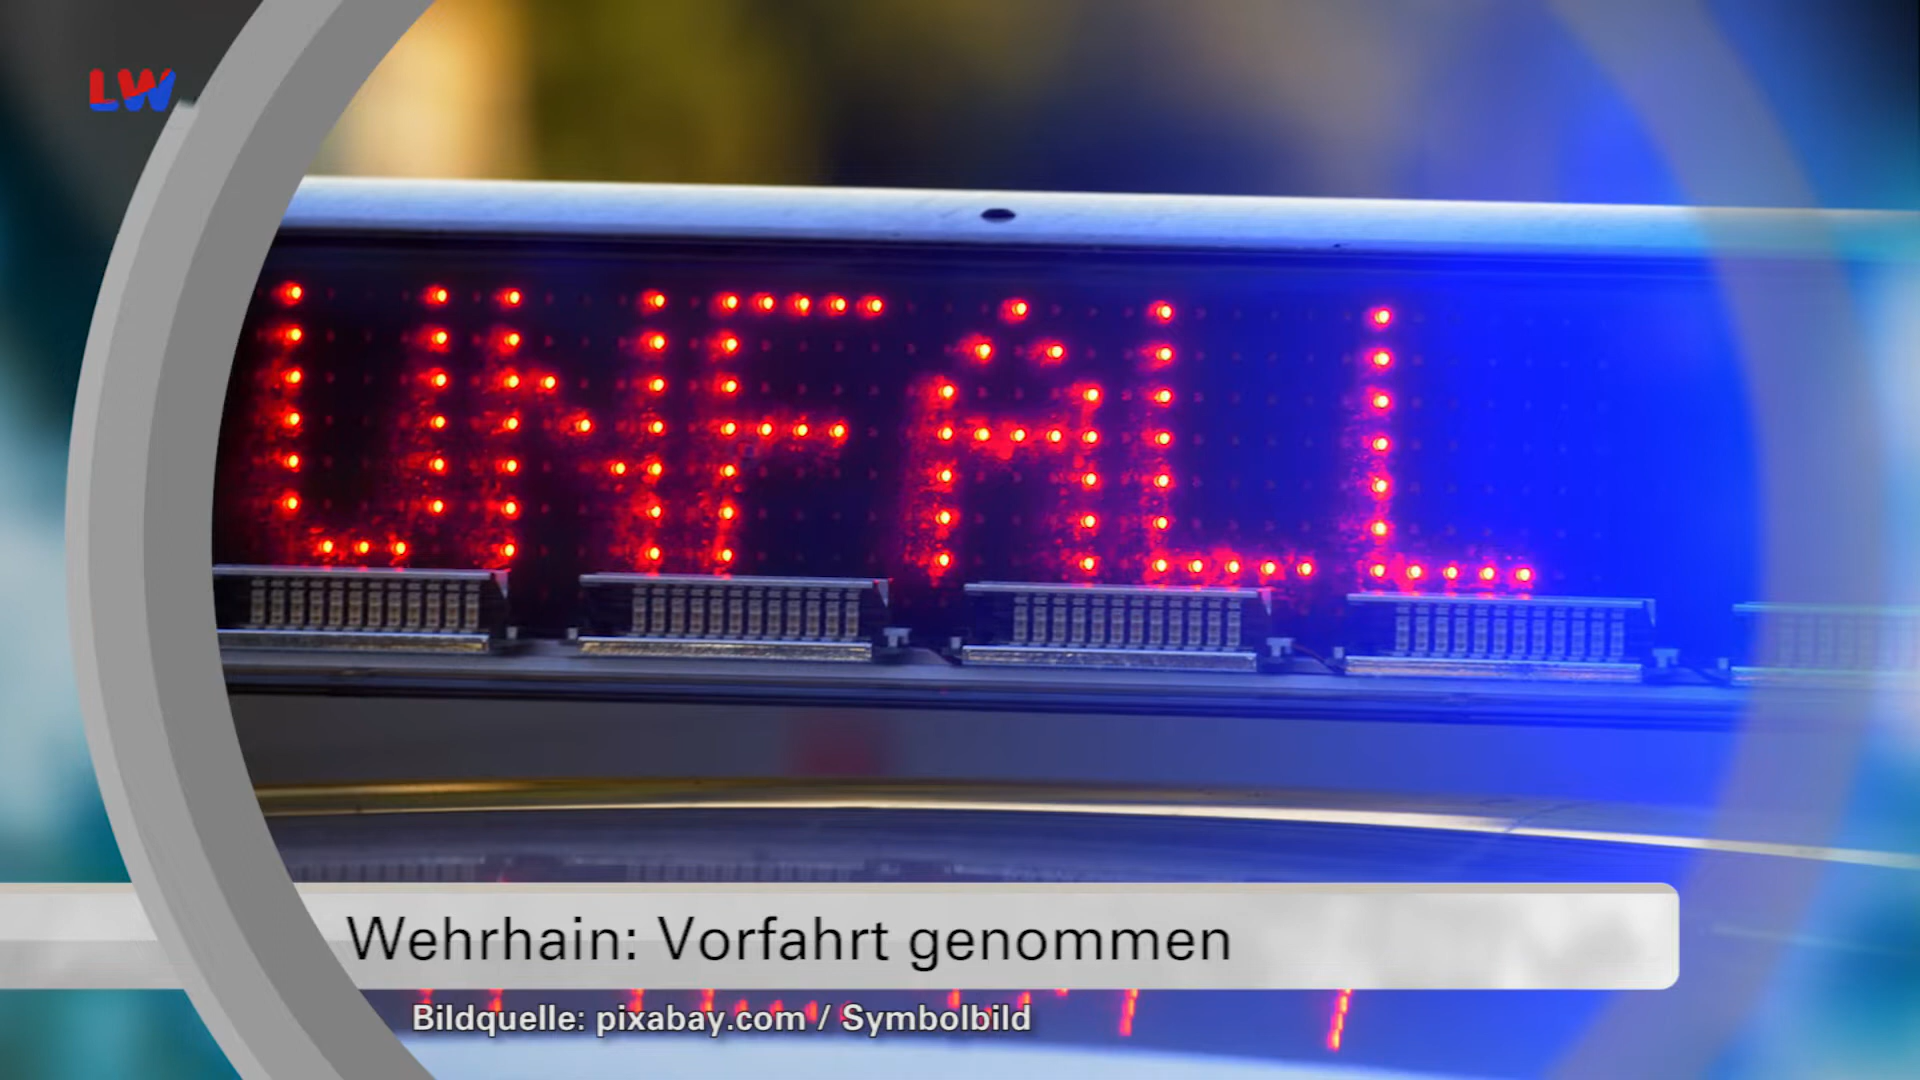 LW
UNFALL
Wehrhain: Vorfahrt genommen
Bildquelle: pixabay.com / Symbolbild